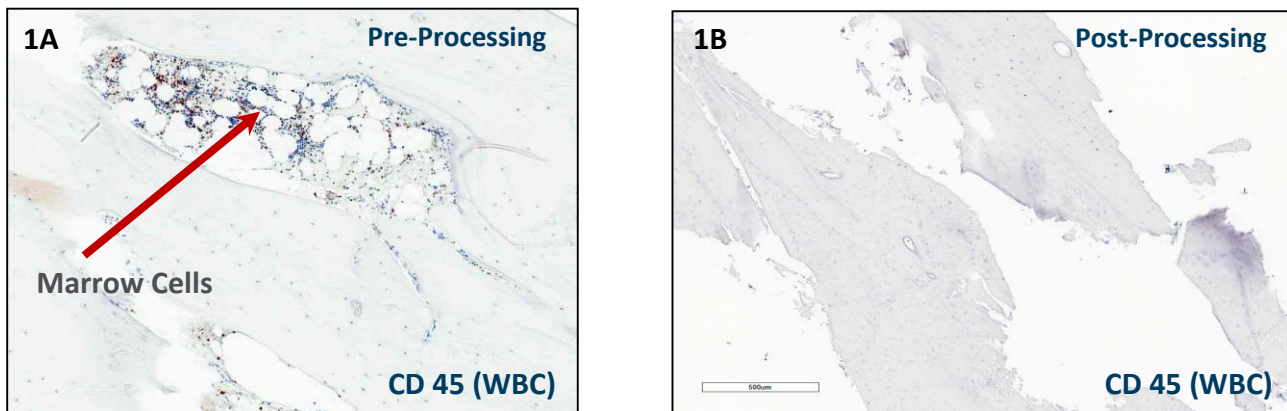 1A
Pre-Processing
Marrow Cells
CD 45 (WBC)
1B
Post-Processing
500um
CD 45 (WBC)